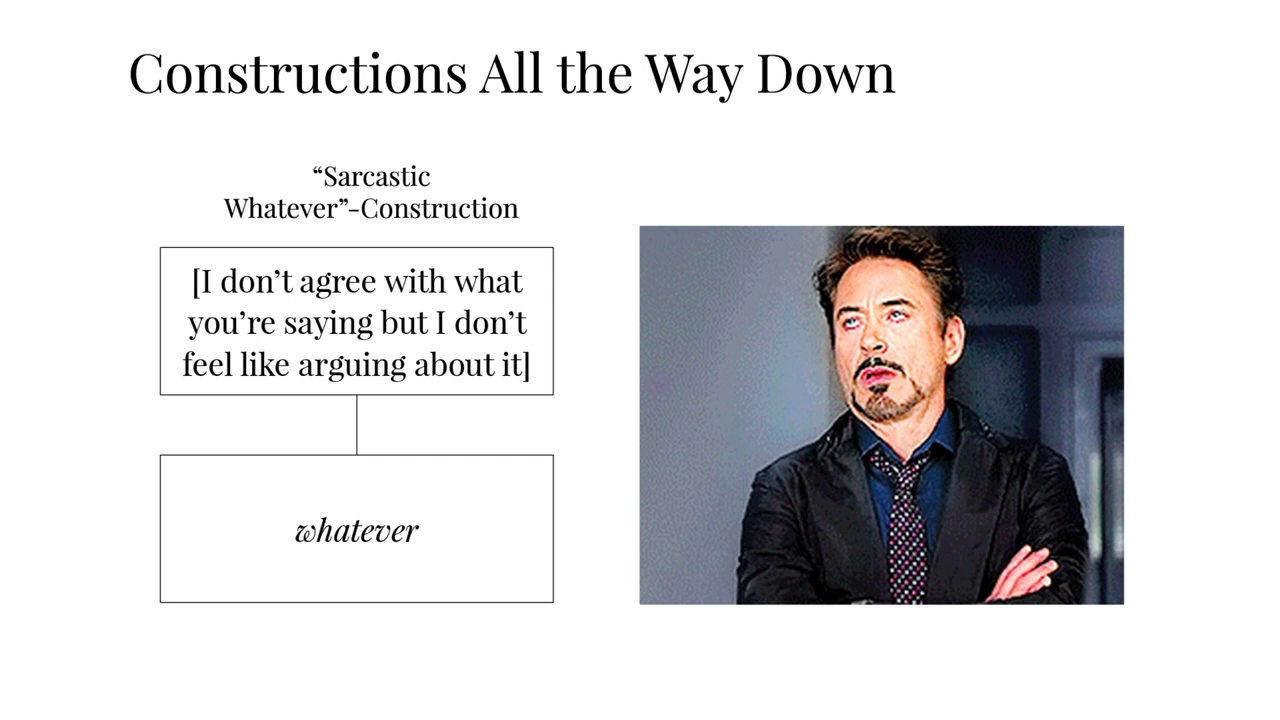 Constructions All the Way Down
“Sarcastic
Whatever”-Construction
[I don’t agree with what
you’re saying but I don’t
feel like arguing about it]
whatever